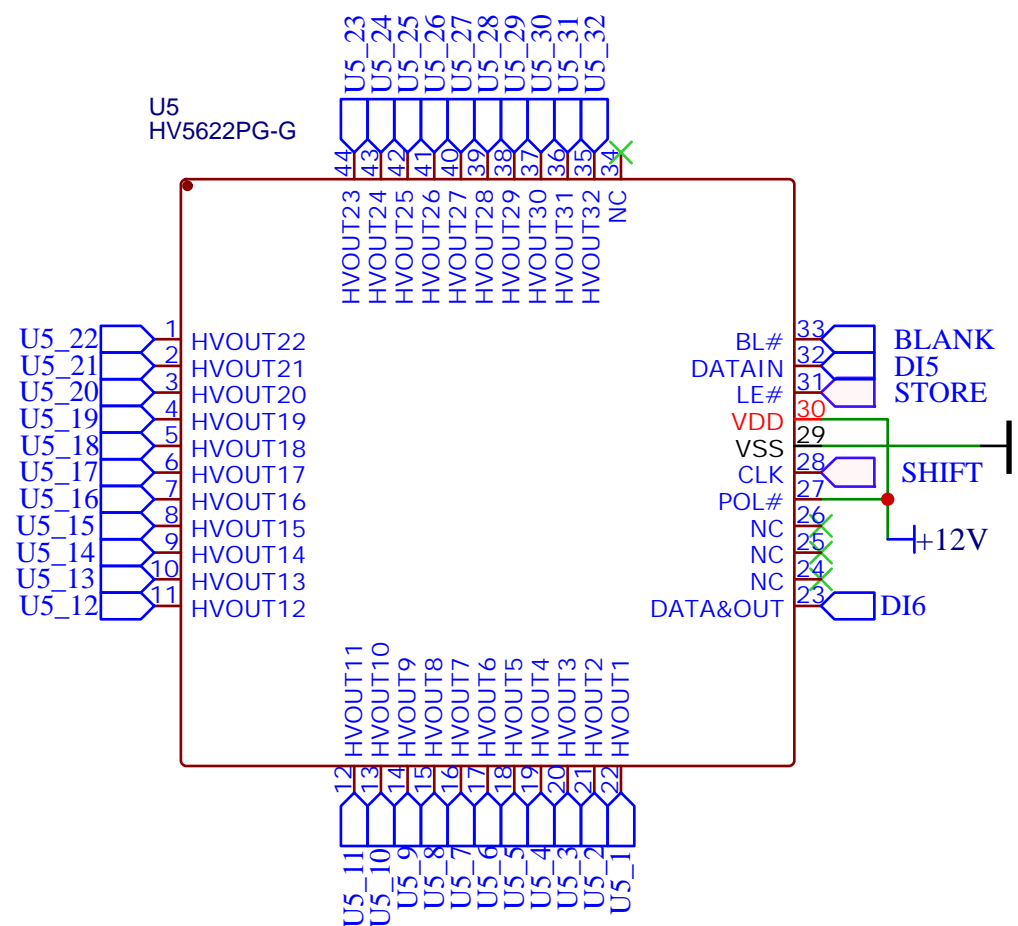 U5_23
U5_24
U5_25
U5_26
U5_27
U5_28
U5_29
U5_30
U5_31
U5_32
U5
HV5622PG-G
44
43
42
41
40
39
38
37
36
35
34
HVOUT23
HVOUT24
HVOUT25
HVOUT26
HVOUT27
HVOUT28
HVOUT29
HVOUT30
HVOUT31
HVOUT32
NC
U5_22 1 HVOUT22
U5_21 2 HVOUT21
U5_20 3 HVOUT20
U5_19 4 HVOUT19
U5_18 5 HVOUT18
U5_17 6 HVOUT17
U5_16 7 HVOUT16
U5_15 8 HVOUT15
U5_14 9 HVOUT14
U5_13 10 HVOUT13
U5_12 11 HVOUT12
BL# 33 BLANK
DATAIN 32 DI5
LE# 31 STORE
VDD 30
VSS 29
CLK 28 SHIFT
POL# 27
NC 26
+12V
NC 25
NC 24
DATA&OUT 23 DI6
HVOUT11
HVOUT10
HVOUT9
HVOUT8
HVOUT7
HVOUT6
HVOUT5
HVOUT4
HVOUT3
HVOUT2
HVOUT1
12
13
14
15
16
17
18
19
20
21
22
U5_11
U5_10
U5_9
U5_8
U5_7
U5_6
U5_5
U5_4
U5_3
U5_2
U5_1